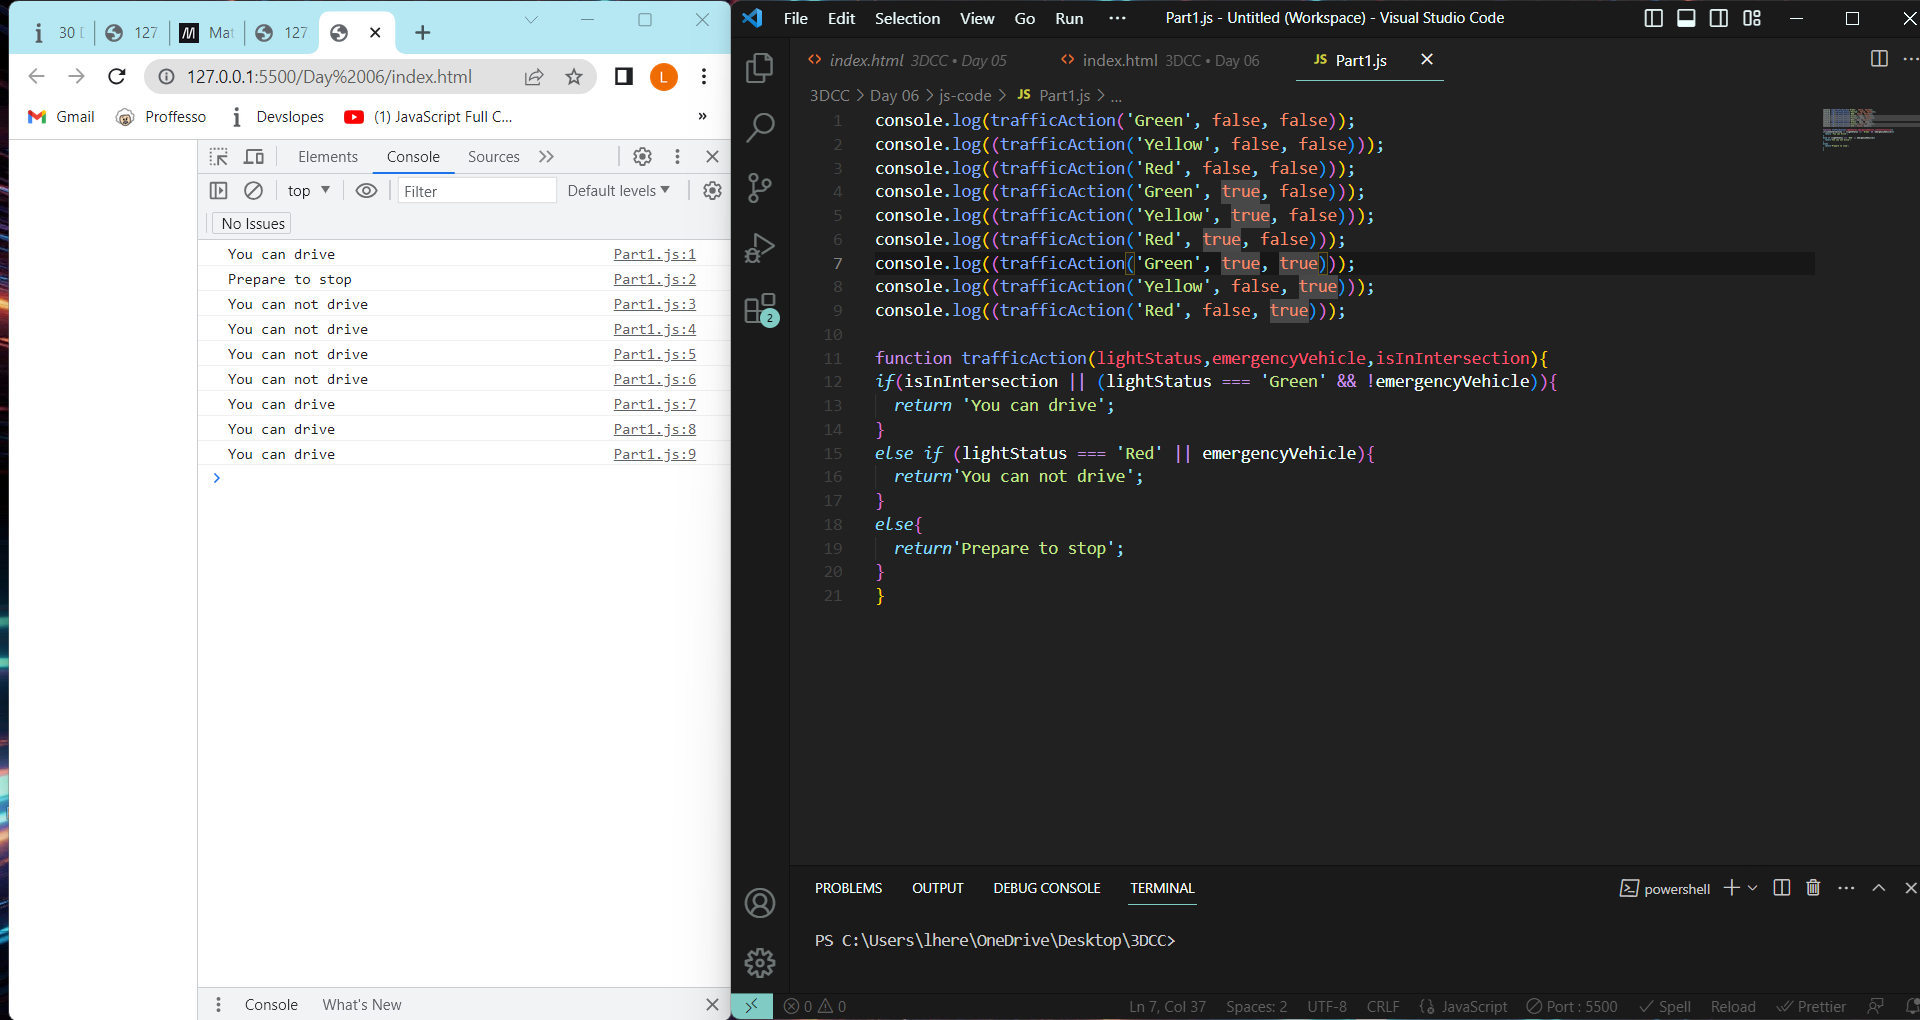 30 D
127
Mat
127
127.0.0.1:5500/Day%2006/index.html
L
Gmail
Proffesso
Devslopes
(1) JavaScript Full C...
»
Elements
Console
Sources
top
Filter
Default levels
No Issues
You can drive Part1.js:1
Prepare to stop Part1.js:2
You can not drive Part1.js:3
You can not drive Part1.js:4
You can not drive Part1.js:5
You can not drive Part1.js:6
You can drive Part1.js:7
You can drive Part1.js:8
You can drive Part1.js:9
Console
What's New
File Edit Selection View Go Run ···
Part1.js - Untitled (Workspace) - Visual Studio Code
index.html 3DCC • Day 05
index.html 3DCC • Day 06
JS Part1.js
3DCC > Day 06 > js-code > JS Part1.js > ...
1 console.log(trafficAction('Green', false, false));
2 console.log((trafficAction('Yellow', false, false)));
3 console.log((trafficAction('Red', false, false)));
4 console.log((trafficAction('Green', true, false)));
5 console.log((trafficAction('Yellow', true, false)));
6 console.log((trafficAction('Red', true, false)));
7 console.log((trafficAction('Green', true, true)));
8 console.log((trafficAction('Yellow', false, true)));
9 console.log((trafficAction('Red', false, true)));
10
11 function trafficAction(lightStatus,emergencyVehicle,isInIntersection){
12 if(isInIntersection || (lightStatus === 'Green' && !emergencyVehicle)){
13 return 'You can drive';
14 }
15 else if (lightStatus === 'Red' || emergencyVehicle){
16 return'You can not drive';
17 }
18 else{
19 return'Prepare to stop';
20 }
21 }
2
PROBLEMS OUTPUT DEBUG CONSOLE TERMINAL
powershell
PS C:\Users\lhere\OneDrive\Desktop\3DCC>
0 0
Ln 7, Col 37 Spaces: 2 UTF-8 CRLF {} JavaScript Port : 5500 Spell Reload Prettier